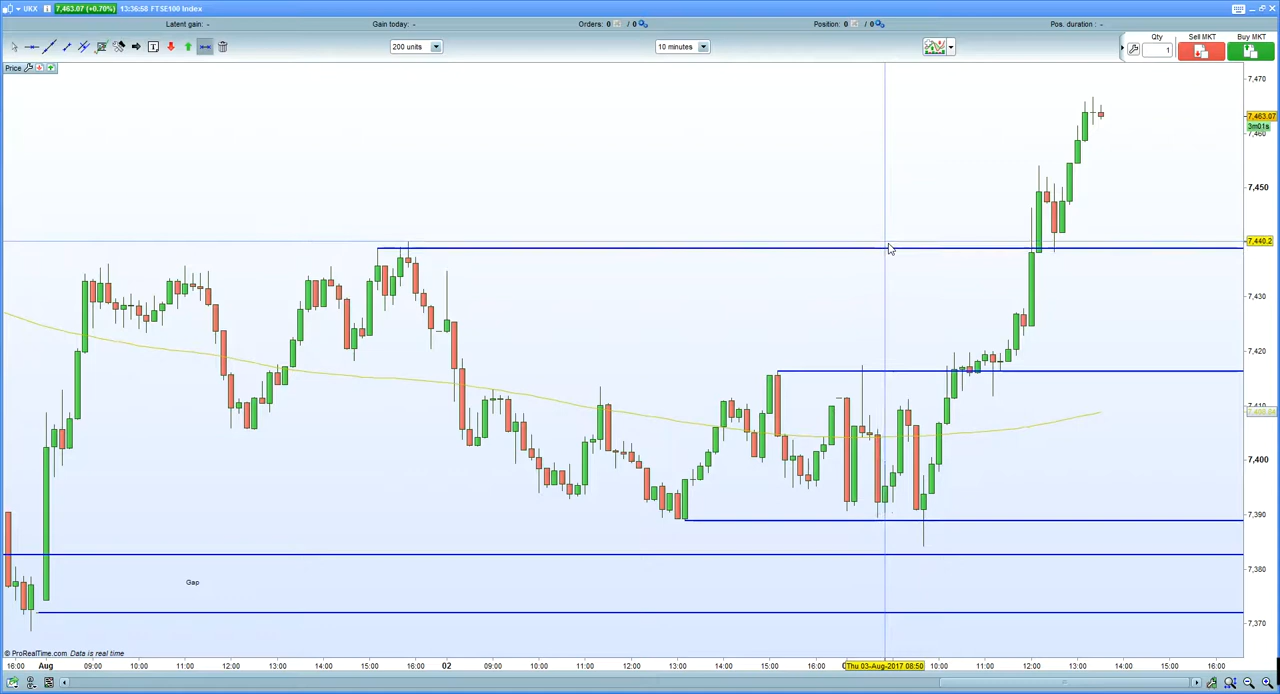 UKX 7,463.07 (+0.70%) 13:36:58 FTSE100 Index
Latent gain: - Gain today: - Orders: 0 / 0 Position: 0 / 0 Pos. duration : -
200 units 10 minutes Qty 1 Sell MKT Buy MKT
Price
7,470
7,463.07
3m01s
7,460
7,450
7,440.2
7,430
7,420
7,410
7,400
7,390
7,380
Gap
7,370
© ProRealTime.com Data is real time
16:00 Aug 09:00 10:00 11:00 12:00 13:00 14:00 15:00 16:00 02 09:00 10:00 11:00 12:00 13:00 14:00 15:00 16:00 Thu 03-Aug-2017 08:50 10:00 11:00 12:00 13:00 14:00 15:00 16:00